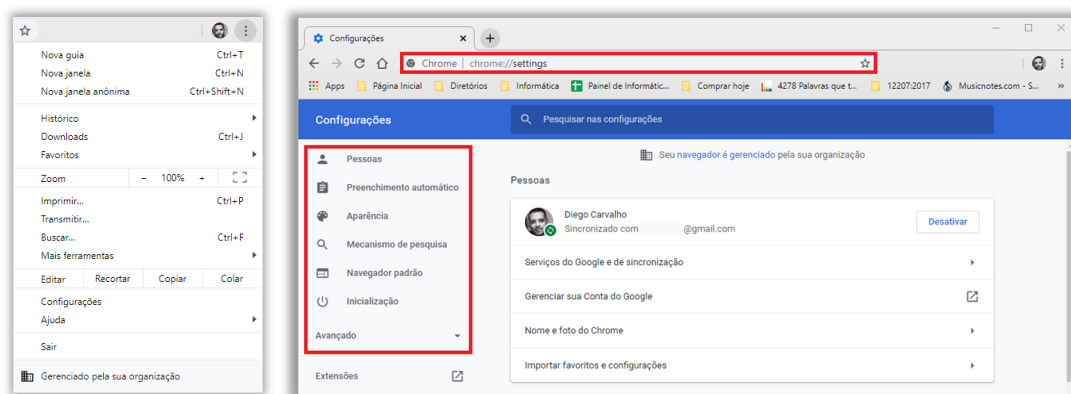 Nova guia Ctrl+T
Nova janela Ctrl+N
Nova janela anônima Ctrl+Shift+N
Histórico
Downloads Ctrl+J
Favoritos
Zoom - 100% +
Imprimir... Ctrl+P
Transmitir...
Buscar... Ctrl+F
Mais ferramentas
Editar Recortar Copiar Colar
Configurações
Ajuda
Sair
Gerenciado pela sua organização
Configurações
Chrome | chrome://settings
Apps Página Inicial Diretórios Informática Painel de Informátic... Comprar hoje 4278 Palavras que t... 12207:2017 Musicnotes.com - S... »
Configurações
Pesquisar nas configurações
Pessoas
Preenchimento automático
Aparência
Mecanismo de pesquisa
Navegador padrão
Inicialização
Avançado
Extensões
Seu navegador é gerenciado pela sua organização
Pessoas
Diego Carvalho
Sincronizado com @gmail.com
Desativar
Serviços do Google e de sincronização
Gerenciar sua Conta do Google
Nome e foto do Chrome
Importar favoritos e configurações